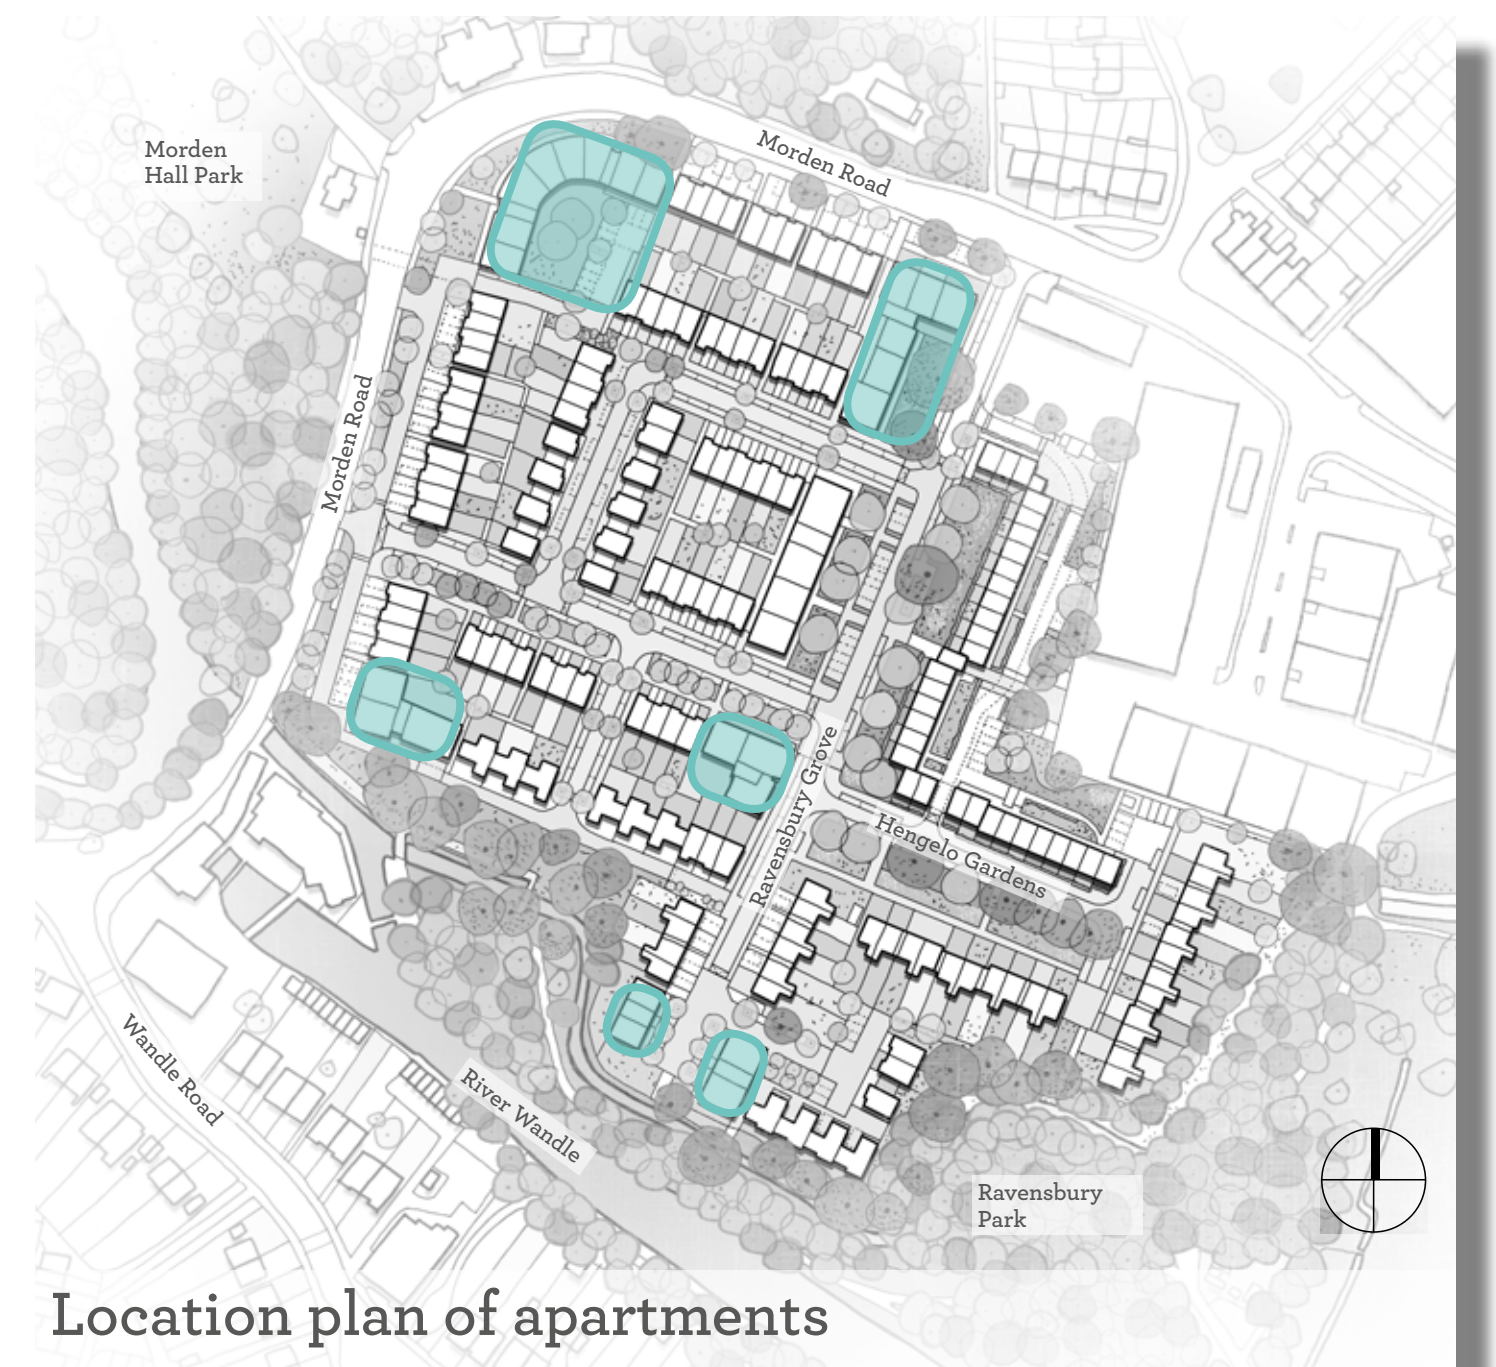 Morden
Hall Park
Morden Road
Morden Road
Ravensbury Grove
Hengelo Gardens
Wandle Road
River Wandle
Ravensbury
Park
Location plan of apartments